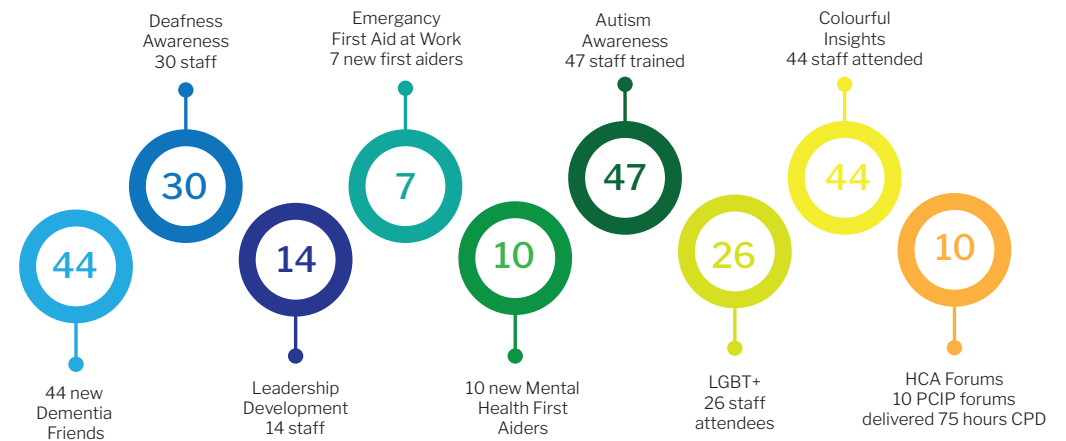 44
44 new
Dementia
Friends
Deafness
Awareness
30 staff
30
14
Leadership
Development
14 staff
Emergancy
First Aid at Work
7 new first aiders
7
10
10 new Mental
Health First
Aiders
Autism
Awareness
47 staff trained
47
26
LGBT+
26 staff
attendees
Colourful
Insights
44 staff attended
44
10
HCA Forums
10 PCIP forums
delivered 75 hours CPD